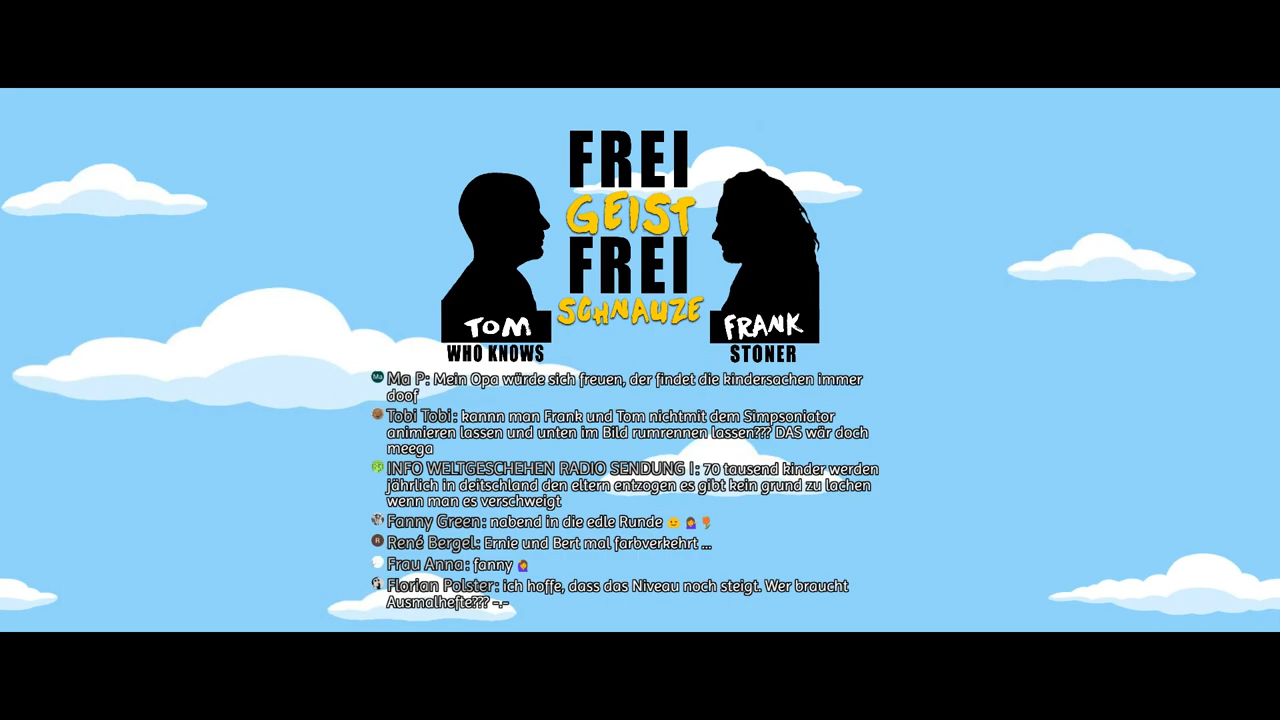 FREI
GEIST
FREI
SCHNAUZE
TOM
WHO KNOWS
FRANK
STONER
Ma P: Mein Opa würde sich freuen, der findet die kindersachen immer
doof
Tobi Tobi: kannn man Frank und Tom nichtmit dem Simpsoniator
animieren lassen und unten im Bild rumrennen lassen??? DAS wär doch
meega
INFO WELTGESCHEHEN RADIO SENDUNG !: 70 tausend kinder werden
jährlich in deitschland den eltern entzogen es gibt kein grund zu lachen
wenn man es verschweigt
Fanny Green: nabend in die edle Runde 😉 🙋‍♀️ 🎈
René Bergel: Ernie und Bert mal farbverkehrt ...
Frau Anna: fanny 🙋‍♀️
Florian Polster: ich hoffe, dass das Niveau noch steigt. Wer braucht
Ausmalhefte??? -.-